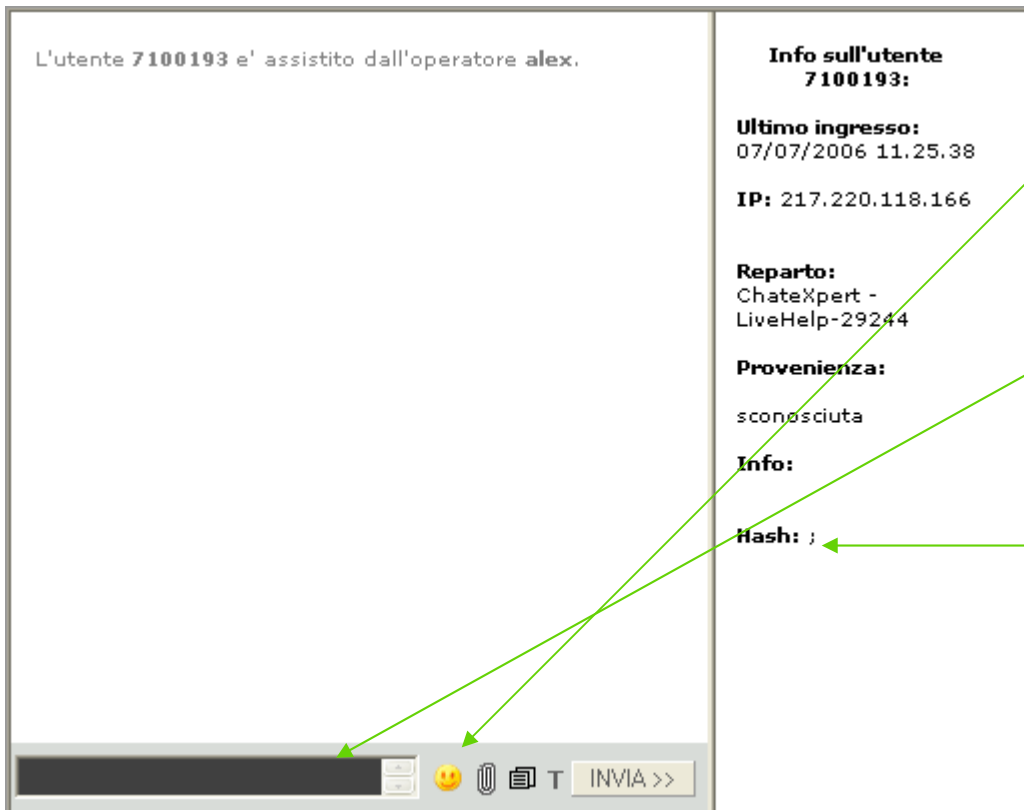 L'utente 7100193 e' assistito dall'operatore alex.
Info sull'utente
7100193:
Ultimo ingresso:
07/07/2006 11.25.38
IP: 217.220.118.166
Reparto:
ChateXpert -
LiveHelp-29244
Provenienza:
sconosciuta
Info:
Hash: ;
T INVIA >>